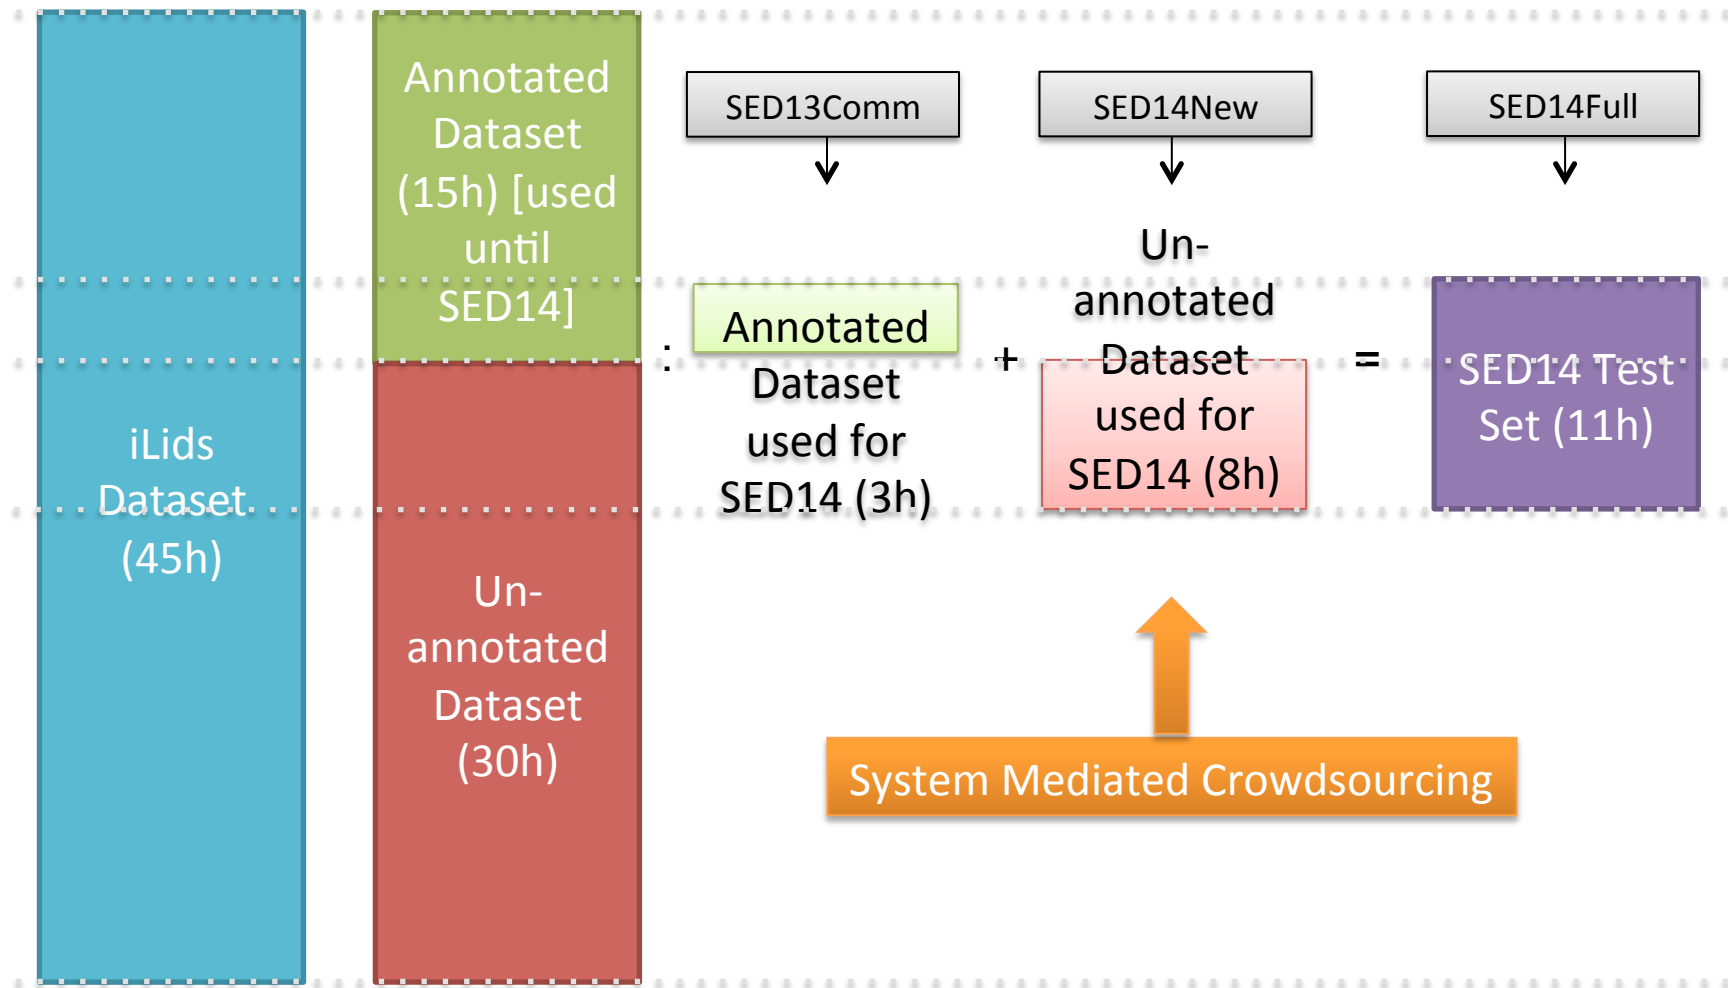 iLids
Dataset
(45h)
Annotated
Dataset
(15h) [used
until
SED14]
Un-
annotated
Dataset
(30h)
:
SED13Comm
Annotated
Dataset
used for
SED14 (3h)
+
SED14New
Un-
annotated
Dataset
used for
SED14 (8h)
=
SED14Full
SED14 Test
Set (11h)
System Mediated Crowdsourcing